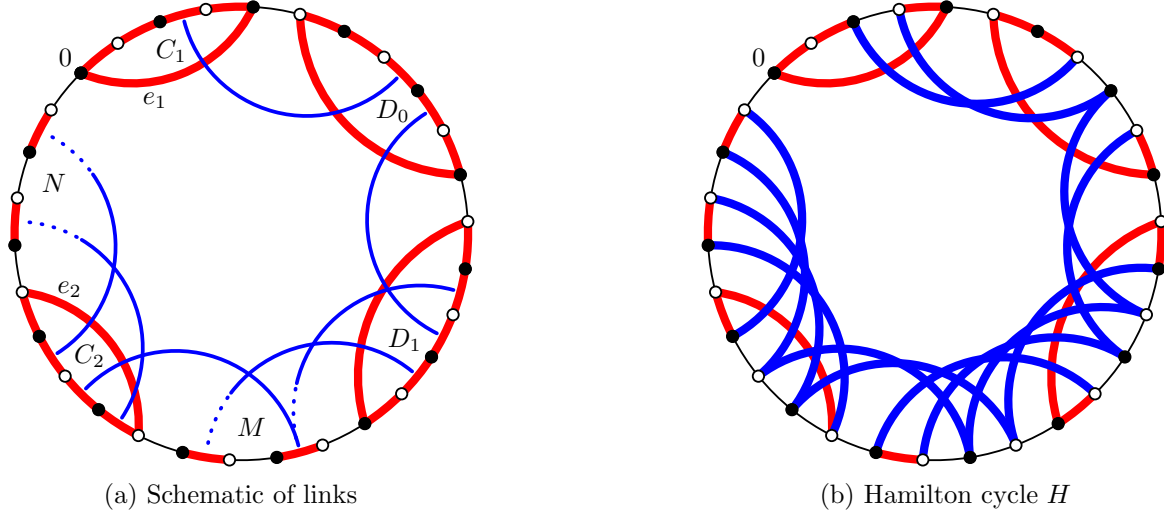 0
C₁
e₁
D₀
N
e₂
C₂
D₁
M
0
(a) Schematic of links
(b) Hamilton cycle H